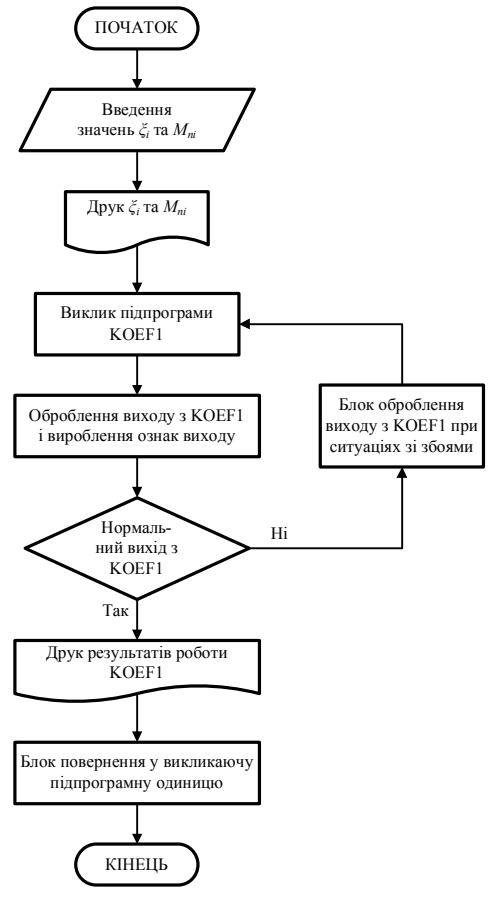 ПОЧАТОК
Введення
значень ξi та Mni
Друк ξi та Mni
Виклик підпрограми
KOEF1
Оброблення виходу з KOEF1
і вироблення ознак виходу
Блок оброблення
виходу з KOEF1 при
ситуаціях зі збоями
Нормаль-
ний вихід з
KOEF1
Ні
Так
Друк результатів роботи
KOEF1
Блок повернення у викликаючу
підпрограмну одиницю
КІНЕЦЬ